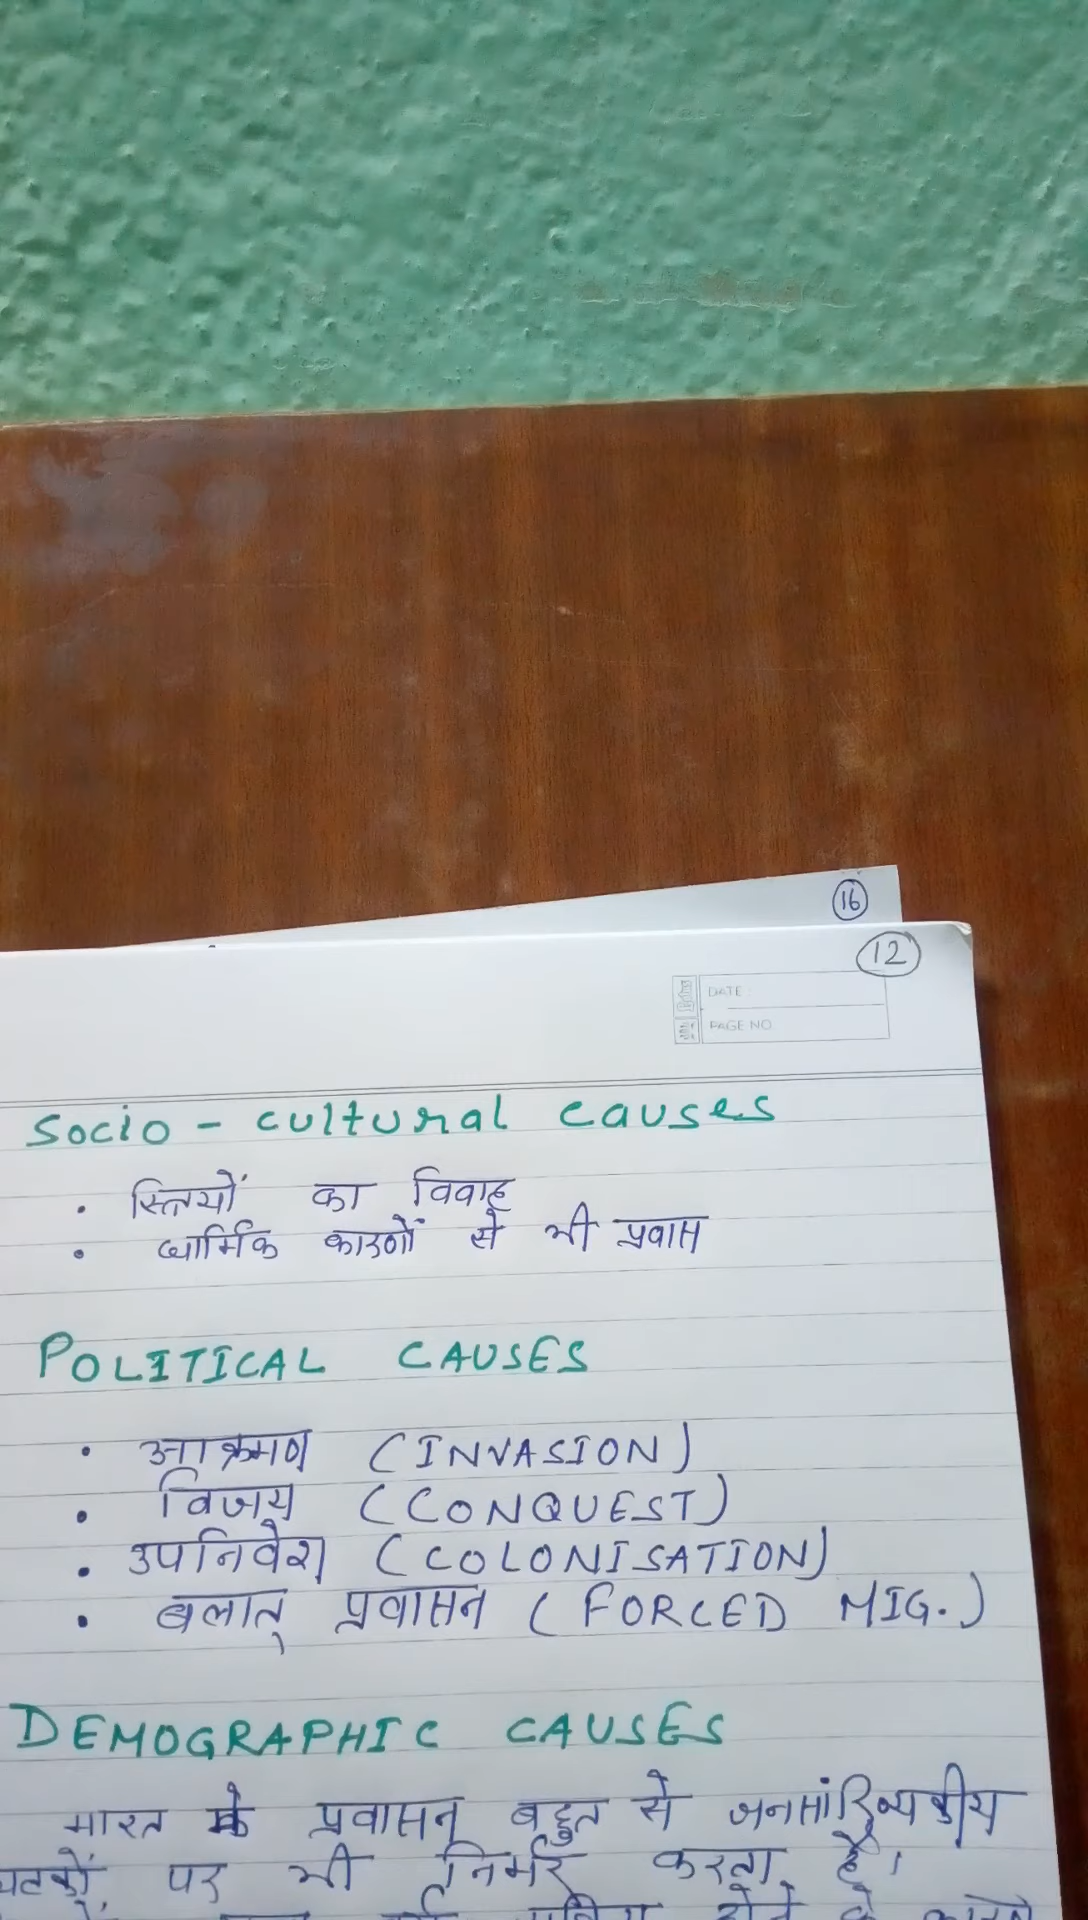 16
12
DATE
PAGE NO
Socio - cultural causes
• स्त्रियों का विवाह
• धार्मिक कारणों से भी प्रवास
POLITICAL CAUSES
• आक्रमण (INVASION)
• विजय (CONQUEST)
• उपनिवेश (COLONISATION)
• बलात् प्रवासन (FORCED MIG.)
DEMOGRAPHIC CAUSES
भारत के प्रवासन बहुत से जनसांख्यिकीय
घटकों पर भी निर्भर करता है।